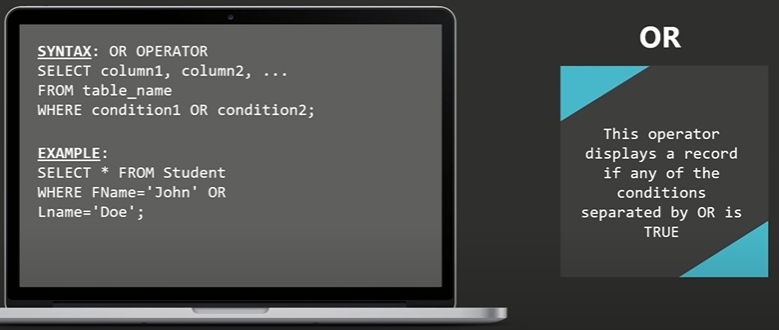 SYNTAX: OR OPERATOR
SELECT column1, column2, ...
FROM table_name
WHERE condition1 OR condition2;
EXAMPLE:
SELECT * FROM Student
WHERE FName='John' OR
Lname='Doe';
OR
This operator
displays a record
if any of the
conditions
separated by OR is
TRUE